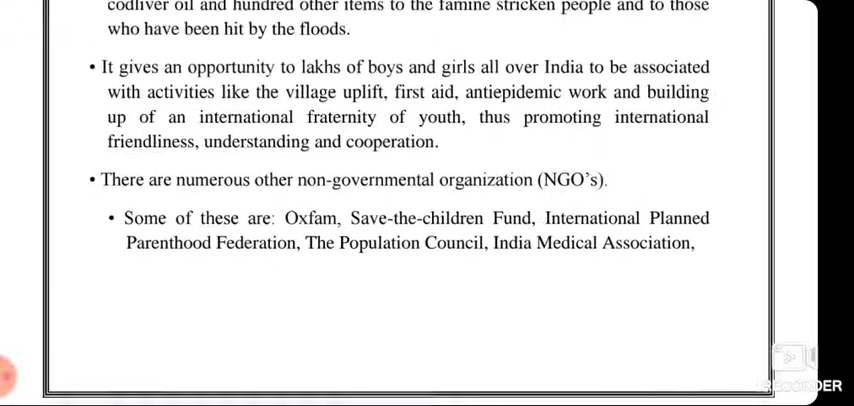 codliver oil and hundred other items to the famine stricken people and to those
who have been hit by the floods.
• It gives an opportunity to lakhs of boys and girls all over India to be associated
with activities like the village uplift, first aid, antiepidemic work and building
up of an international fraternity of youth, thus promoting international
friendliness, understanding and cooperation.
• There are numerous other non-governmental organization (NGO’s).
• Some of these are: Oxfam, Save-the-children Fund, International Planned
Parenthood Federation, The Population Council, India Medical Association,
RECORDER